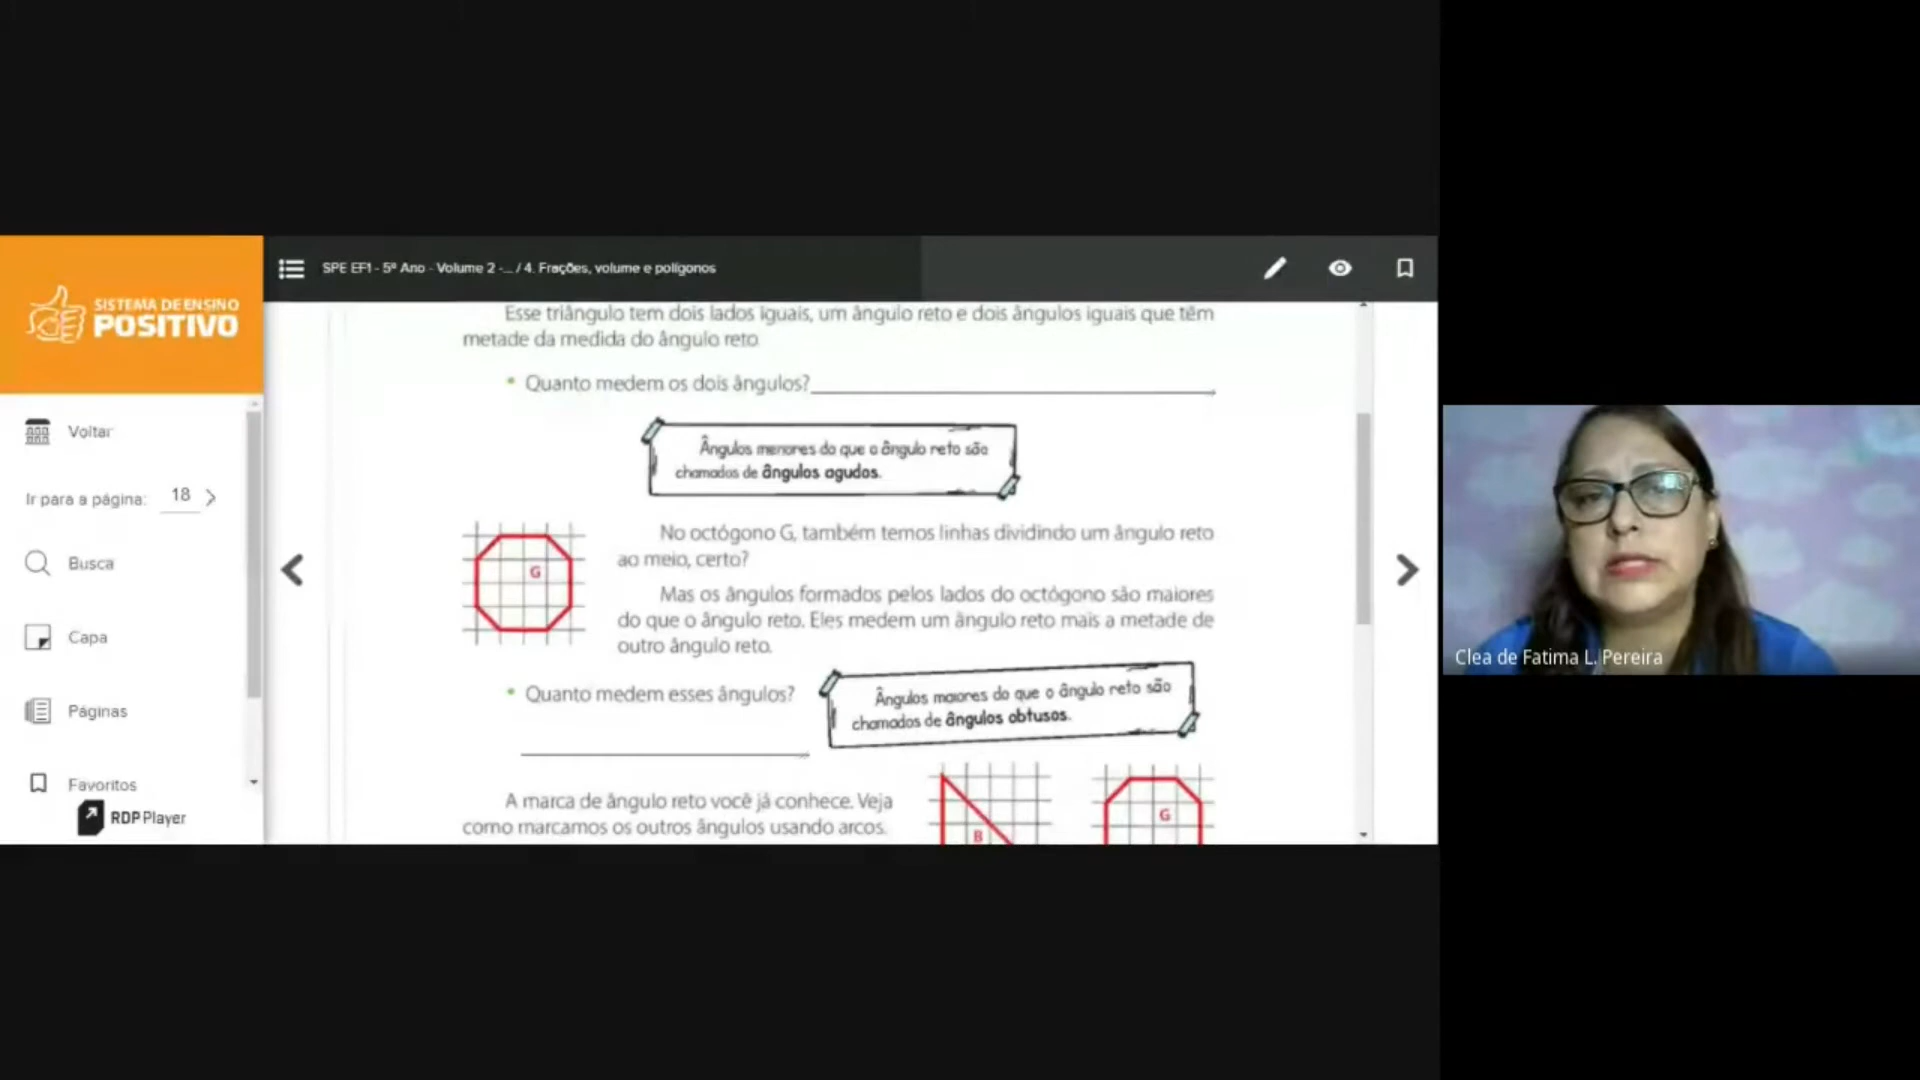 SISTEMA DE ENSINO
POSITIVO
SPE EF1 - 5º Ano - Volume 2 -... / 4. Frações, volume e polígonos
Voltar
Ir para a página: 18
Busca
Capa
Páginas
Favoritos
RDP Player
Esse triângulo tem dois lados iguais, um ângulo reto e dois ângulos iguais que têm
metade da medida do ângulo reto
• Quanto medem os dois ângulos?
Ângulos menores do que o ângulo reto são
chamados de ângulos agudos.
G
No octógono G, também temos linhas dividindo um ângulo reto
ao meio, certo?
Mas os ângulos formados pelos lados do octógono são maiores
do que o ângulo reto. Eles medem um ângulo reto mais a metade de
outro ângulo reto.
• Quanto medem esses ângulos?
Ângulos maiores do que o ângulo reto são
chamados de ângulos obtusos.
A marca de ângulo reto você já conhece. Veja
como marcamos os outros ângulos usando arcos.
B
G
Clea de Fatima L. Pereira